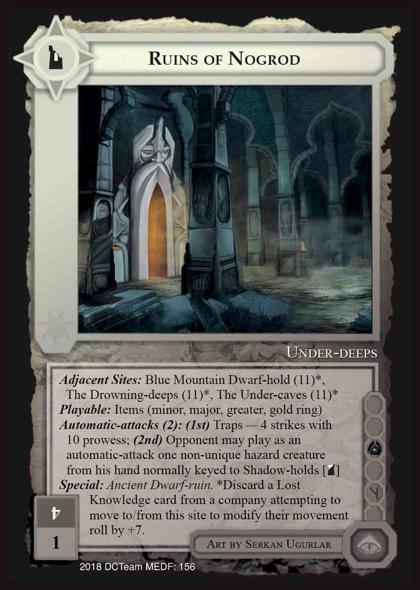 Ruins of Nogrod
Under-deeps
Adjacent Sites: Blue Mountain Dwarf-hold (11)*,
The Drowning-deeps (11)*, The Under-caves (11)*
Playable: Items (minor, major, greater, gold ring)
Automatic-attacks (2): (1st) Traps — 4 strikes with
10 prowess; (2nd) Opponent may play as an
automatic-attack one non-unique hazard creature
from his hand normally keyed to Shadow-holds []
Special: Ancient Dwarf-ruin. *Discard a Lost
Knowledge card from a company attempting to
move to/from this site to modify their movement
roll by +7.
4
1
Art by Serkan Ugurlar
2018 DCTeam MEDF: 156